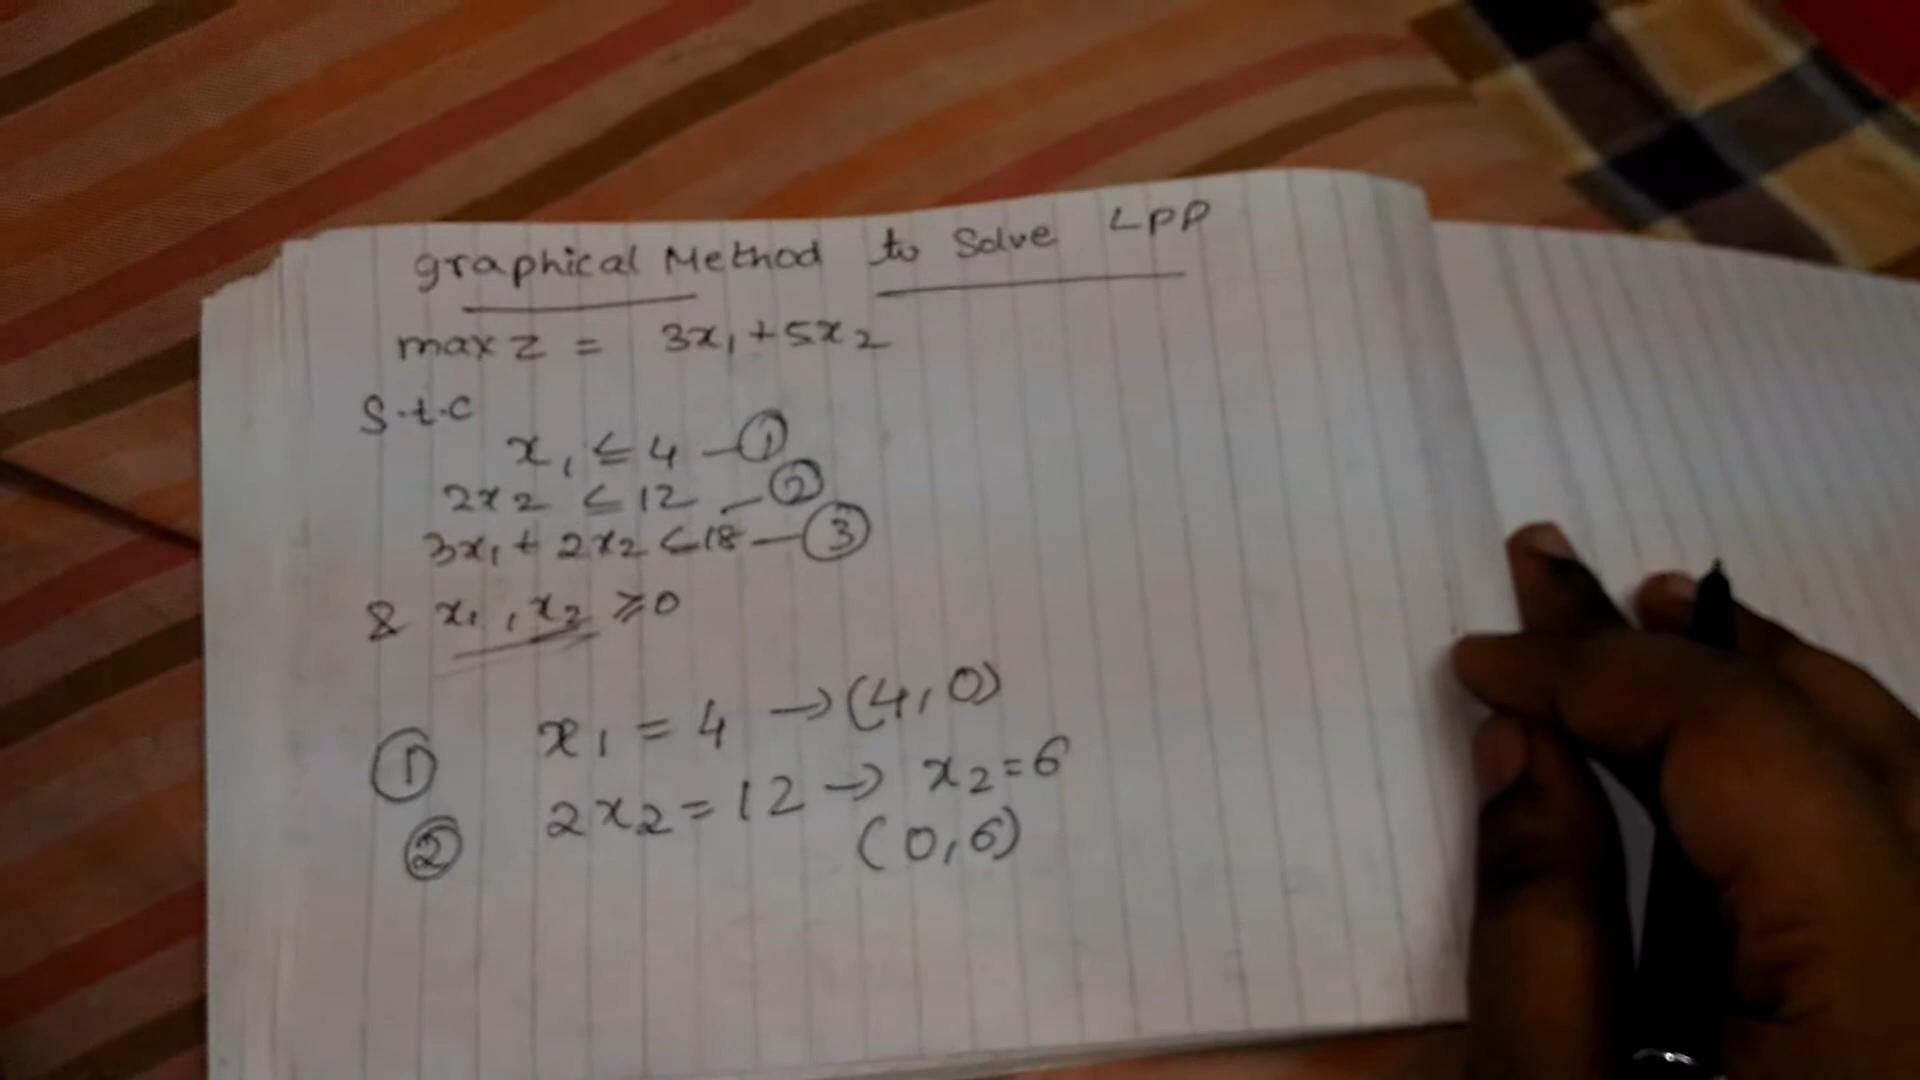 graphical Method to Solve LPP
max z = 3x₁ + 5x₂
S.t.c
x₁ ≤ 4 — ①
2x₂ ≤ 12 — ②
3x₁ + 2x₂ ≤ 18 — ③
& x₁, x₂ ≥ 0
① x₁ = 4 → (4,0)
② 2x₂ = 12 → x₂ = 6
(0,6)